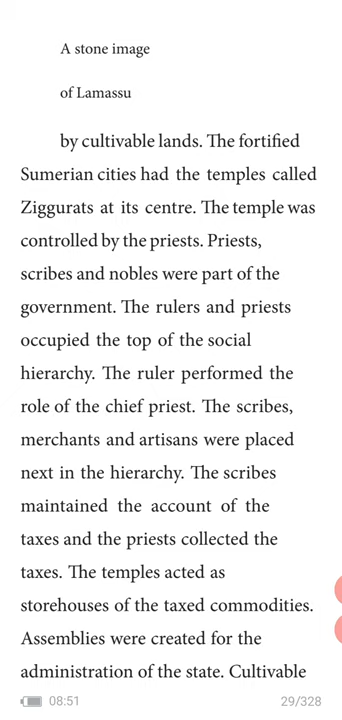 A stone image
of Lamassu
by cultivable lands. The fortified
Sumerian cities had the temples called
Ziggurats at its centre. The temple was
controlled by the priests. Priests,
scribes and nobles were part of the
government. The rulers and priests
occupied the top of the social
hierarchy. The ruler performed the
role of the chief priest. The scribes,
merchants and artisans were placed
next in the hierarchy. The scribes
maintained the account of the
taxes and the priests collected the
taxes. The temples acted as
storehouses of the taxed commodities.
Assemblies were created for the
administration of the state. Cultivable
08:51 29/328